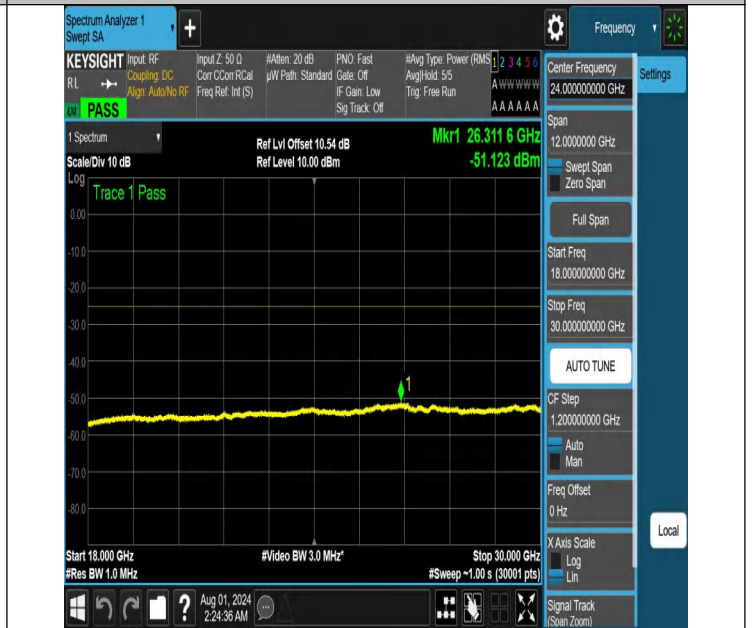 Spectrum Analyzer 1
Swept SA
+
Frequency
KEYSIGHT
RL
PASS
Input: RF
Coupling: DC
Align: Auto/No RF
Input Z: 50 Ω
Corr CCorr RCal
Freq Ref: Int (S)
#Atten: 20 dB
µW Path: Standard
PNO: Fast
Gate: Off
IF Gain: Low
Sig Track: Off
#Avg Type: Power (RMS
Avg|Hold: 5/5
Trig: Free Run
1 2 3 4 5 6
A W W W W W
A A A A A A
1 Spectrum
Scale/Div 10 dB
Log
Ref Lvl Offset 10.54 dB
Ref Level 10.00 dBm
Mkr1 26.311 6 GHz
-51.123 dBm
Trace 1 Pass
0.00
-10.0
-20.0
-30.0
-40.0
-50.0
-60.0
-70.0
-80.0
1
Start 18.000 GHz
#Res BW 1.0 MHz
#Video BW 3.0 MHz*
Stop 30.000 GHz
#Sweep ~1.00 s (30001 pts)
?
Aug 01, 2024
2:24:36 AM
Settings
Center Frequency
24.000000000 GHz
Span
12.0000000 GHz
Swept Span
Zero Span
Full Span
Start Freq
18.000000000 GHz
Stop Freq
30.000000000 GHz
AUTO TUNE
CF Step
1.200000000 GHz
Auto
Man
Freq Offset
0 Hz
X Axis Scale
Log
Lin
Signal Track
(Span Zoom)
Local